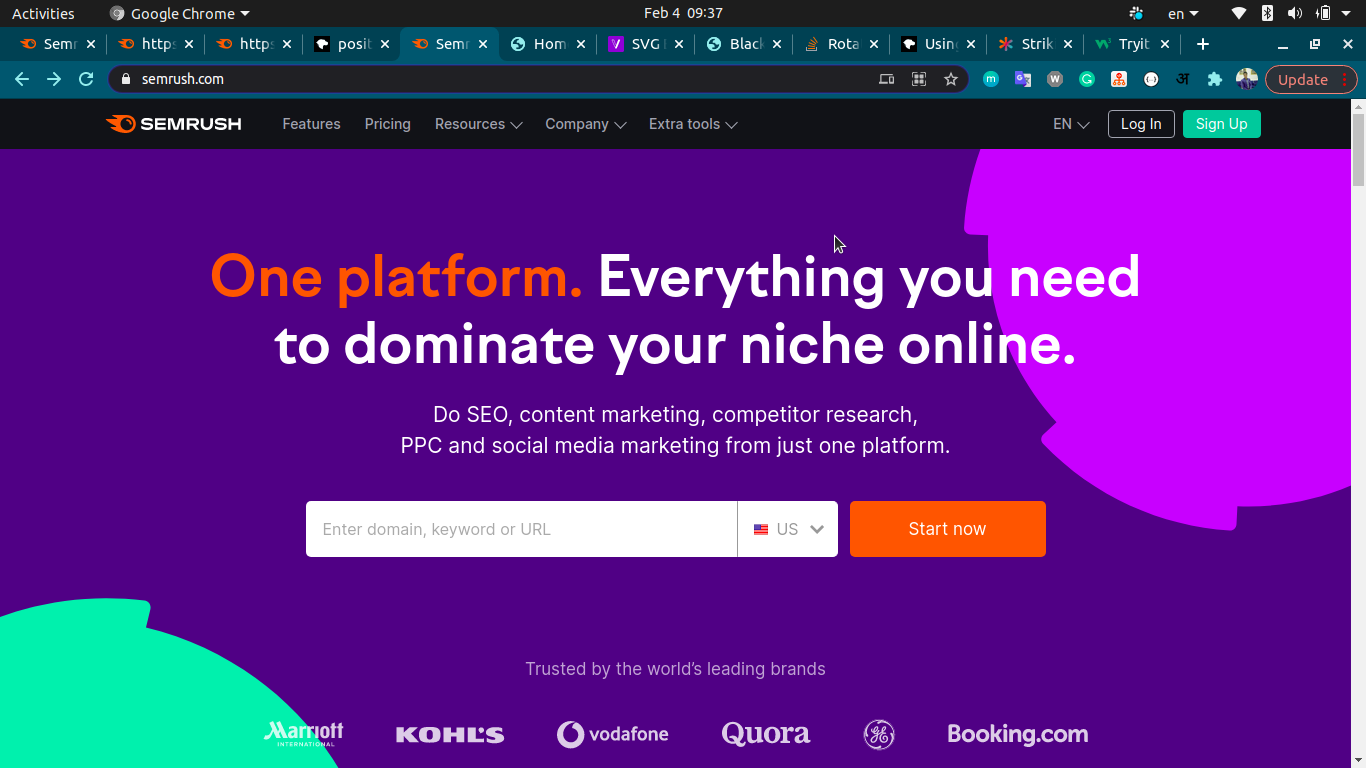 Activities Google Chrome Feb 4 09:37 en
Semr https: https: posit Semr Hom SVG Black Rota Using Strik Tryit
semrush.com Update
SEMRUSH Features Pricing Resources Company Extra tools EN Log In Sign Up
One platform. Everything you need
to dominate your niche online.
Do SEO, content marketing, competitor research,
PPC and social media marketing from just one platform.
Enter domain, keyword or URL US Start now
Trusted by the world’s leading brands
Marriott
INTERNATIONAL
KOHL'S vodafone Quora GE Booking.com